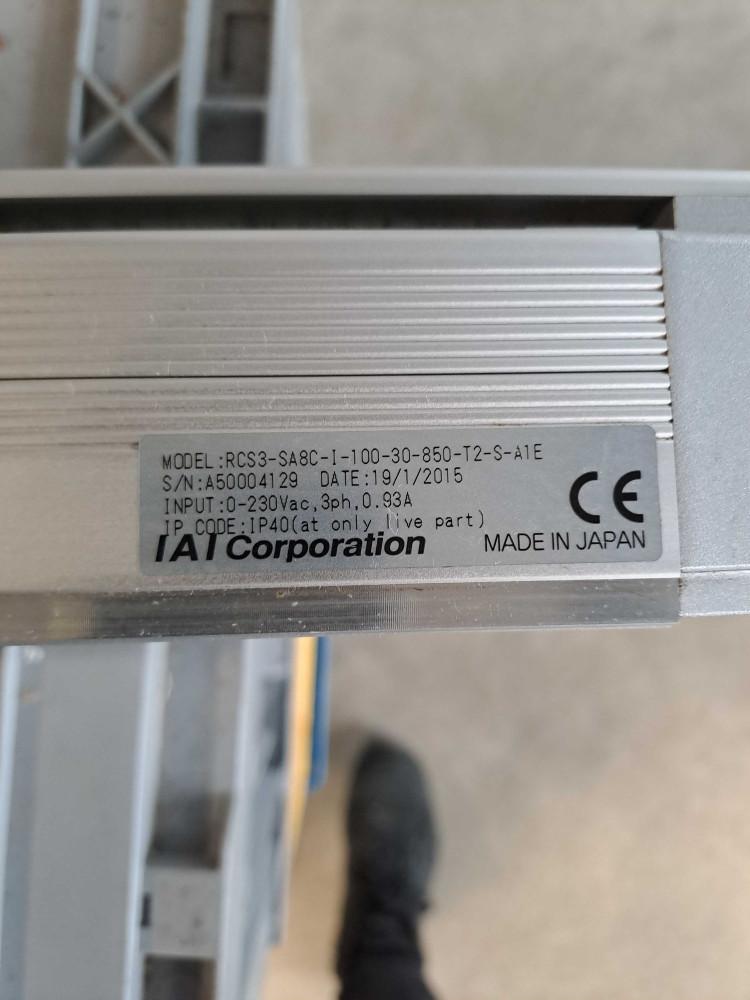 MODEL:RCS3-SA8C-I-100-30-850-T2-S-A1E
S/N:A50004129 DATE:19/1/2015
INPUT:0-230Vac,3ph,0.93A
IP CODE:IP40(at only live part)
IAI Corporation
CE
MADE IN JAPAN